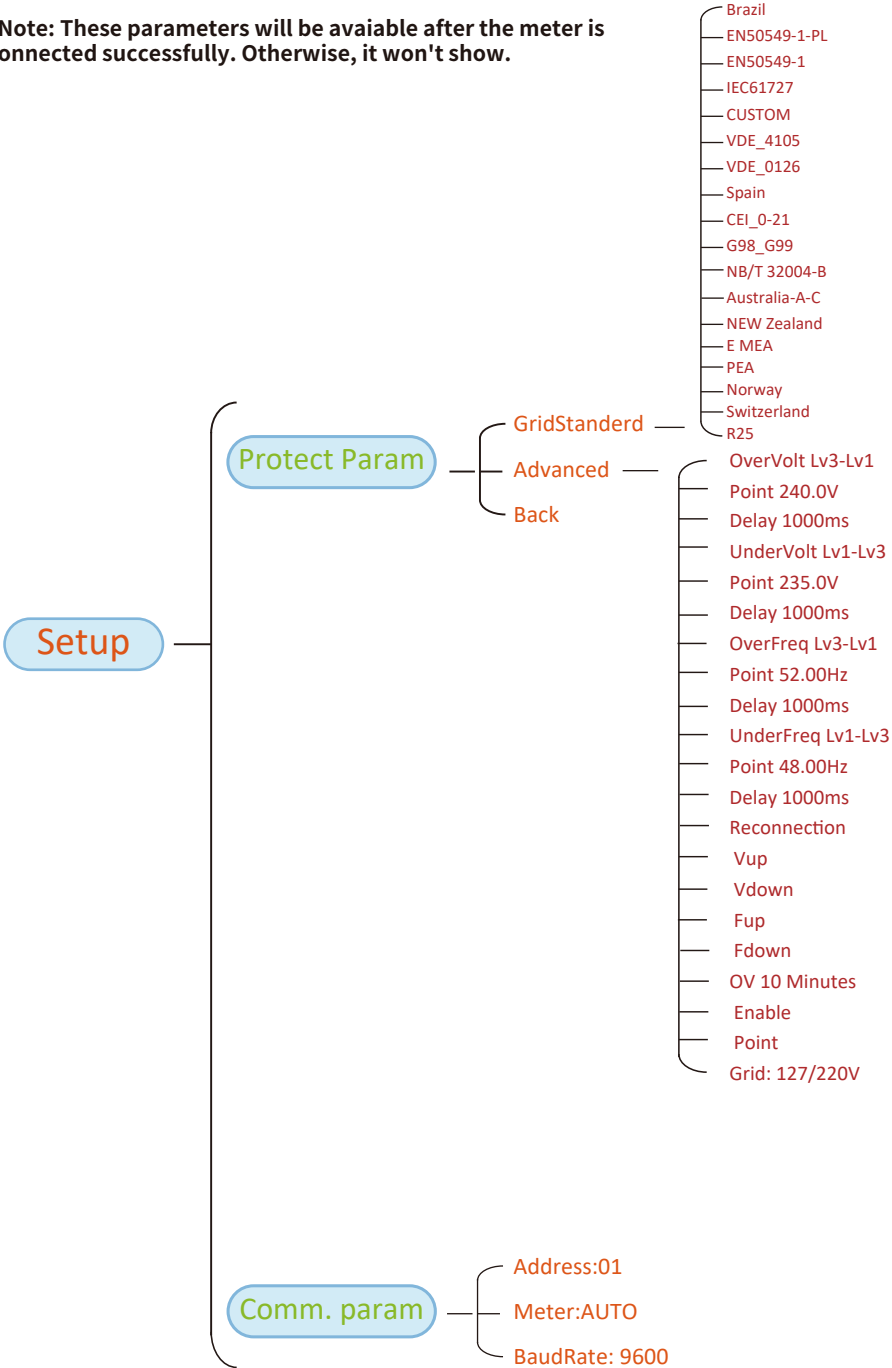 Note: These parameters will be avaiable after the meter is
onnected successfully. Otherwise, it won't show.
Brazil
EN50549-1-PL
EN50549-1
IEC61727
CUSTOM
VDE_4105
VDE_0126
Spain
CEI_0-21
G98_G99
NB/T 32004-B
Australia-A-C
NEW Zealand
E MEA
PEA
Norway
Switzerland
R25
Setup
Protect Param
GridStanderd
Advanced
Back
OverVolt Lv3-Lv1
Point 240.0V
Delay 1000ms
UnderVolt Lv1-Lv3
Point 235.0V
Delay 1000ms
OverFreq Lv3-Lv1
Point 52.00Hz
Delay 1000ms
UnderFreq Lv1-Lv3
Point 48.00Hz
Delay 1000ms
Reconnection
Vup
Vdown
Fup
Fdown
OV 10 Minutes
Enable
Point
Grid: 127/220V
Comm. param
Address:01
Meter:AUTO
BaudRate: 9600